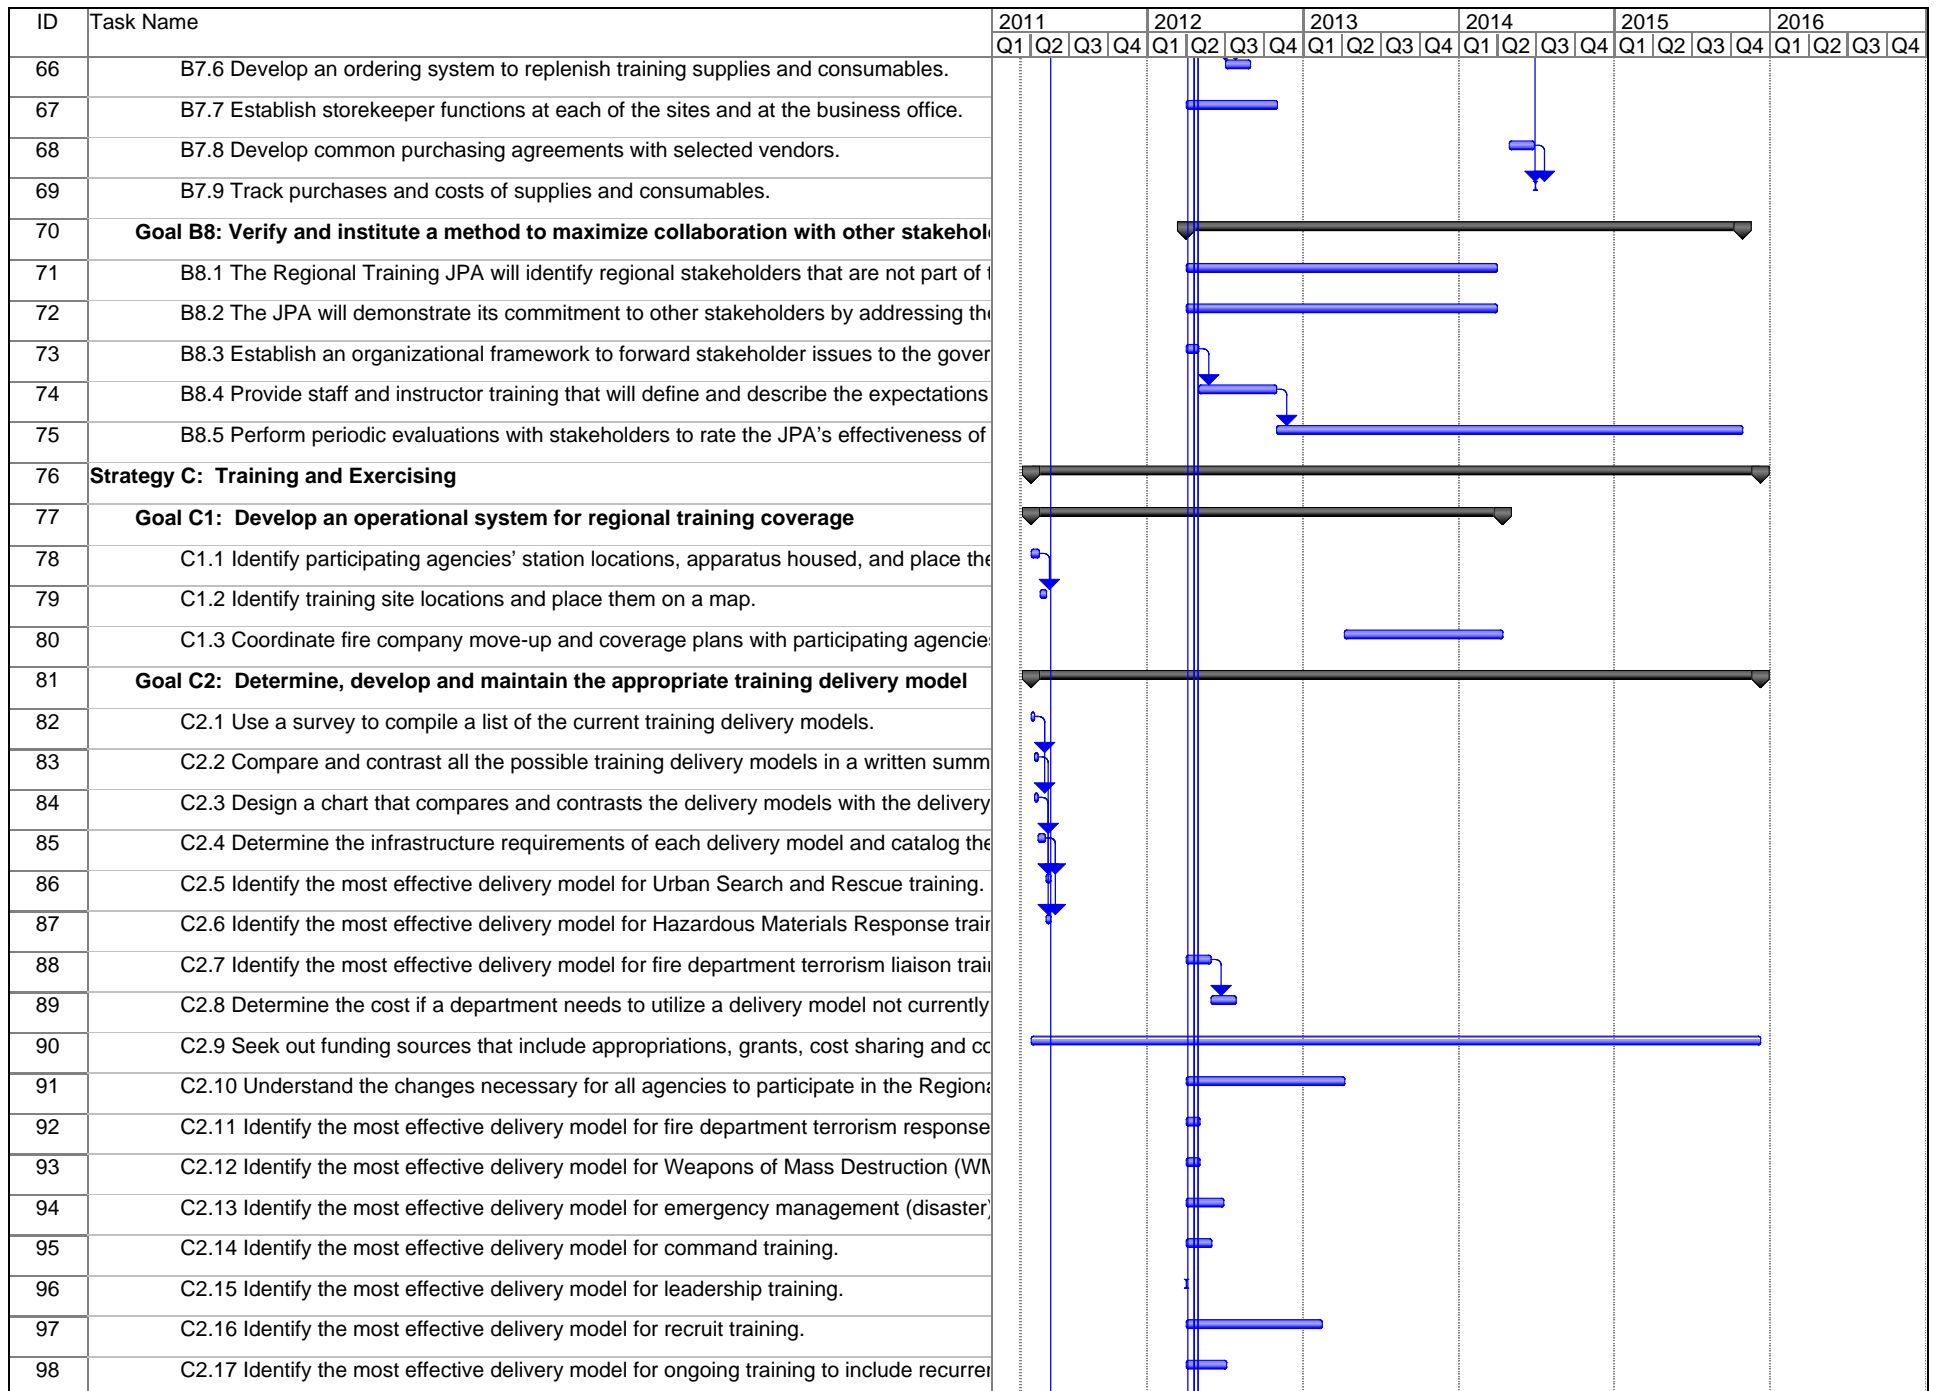 ID Task Name 2011 2012 2013 2014 2015 2016
Q1 Q2 Q3 Q4 Q1 Q2 Q3 Q4 Q1 Q2 Q3 Q4 Q1 Q2 Q3 Q4 Q1 Q2 Q3 Q4 Q1 Q2 Q3 Q4
66 B7.6 Develop an ordering system to replenish training supplies and consumables.
67 B7.7 Establish storekeeper functions at each of the sites and at the business office.
68 B7.8 Develop common purchasing agreements with selected vendors.
69 B7.9 Track purchases and costs of supplies and consumables.
70 Goal B8: Verify and institute a method to maximize collaboration with other stakehol
71 B8.1 The Regional Training JPA will identify regional stakeholders that are not part of t
72 B8.2 The JPA will demonstrate its commitment to other stakeholders by addressing the
73 B8.3 Establish an organizational framework to forward stakeholder issues to the gover
74 B8.4 Provide staff and instructor training that will define and describe the expectations
75 B8.5 Perform periodic evaluations with stakeholders to rate the JPA’s effectiveness of
76 Strategy C: Training and Exercising
77 Goal C1: Develop an operational system for regional training coverage
78 C1.1 Identify participating agencies’ station locations, apparatus housed, and place the
79 C1.2 Identify training site locations and place them on a map.
80 C1.3 Coordinate fire company move-up and coverage plans with participating agencies
81 Goal C2: Determine, develop and maintain the appropriate training delivery model
82 C2.1 Use a survey to compile a list of the current training delivery models.
83 C2.2 Compare and contrast all the possible training delivery models in a written summ
84 C2.3 Design a chart that compares and contrasts the delivery models with the delivery
85 C2.4 Determine the infrastructure requirements of each delivery model and catalog the
86 C2.5 Identify the most effective delivery model for Urban Search and Rescue training.
87 C2.6 Identify the most effective delivery model for Hazardous Materials Response train
88 C2.7 Identify the most effective delivery model for fire department terrorism liaison trai
89 C2.8 Determine the cost if a department needs to utilize a delivery model not currently
90 C2.9 Seek out funding sources that include appropriations, grants, cost sharing and co
91 C2.10 Understand the changes necessary for all agencies to participate in the Regiona
92 C2.11 Identify the most effective delivery model for fire department terrorism response
93 C2.12 Identify the most effective delivery model for Weapons of Mass Destruction (WM
94 C2.13 Identify the most effective delivery model for emergency management (disaster)
95 C2.14 Identify the most effective delivery model for command training.
96 C2.15 Identify the most effective delivery model for leadership training.
97 C2.16 Identify the most effective delivery model for recruit training.
98 C2.17 Identify the most effective delivery model for ongoing training to include recurre